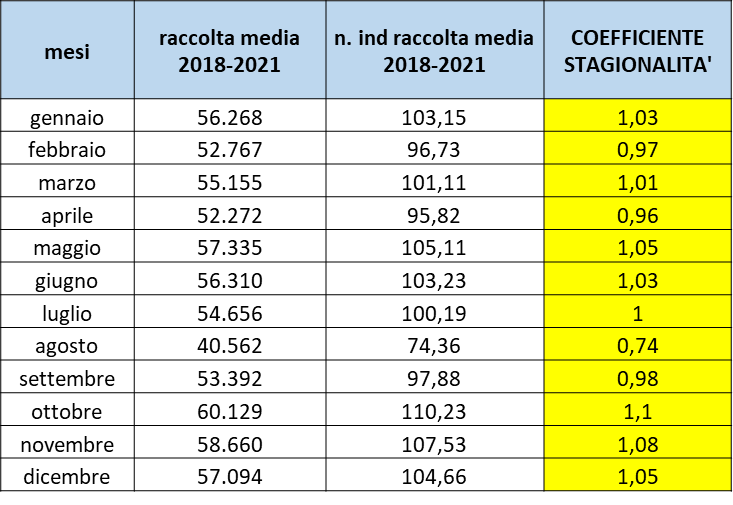 mesi raccolta media 2018-2021 n. ind raccolta media 2018-2021 COEFFICIENTE STAGIONALITA'
gennaio 56.268 103,15 1,03
febbraio 52.767 96,73 0,97
marzo 55.155 101,11 1,01
aprile 52.272 95,82 0,96
maggio 57.335 105,11 1,05
giugno 56.310 103,23 1,03
luglio 54.656 100,19 1
agosto 40.562 74,36 0,74
settembre 53.392 97,88 0,98
ottobre 60.129 110,23 1,1
novembre 58.660 107,53 1,08
dicembre 57.094 104,66 1,05